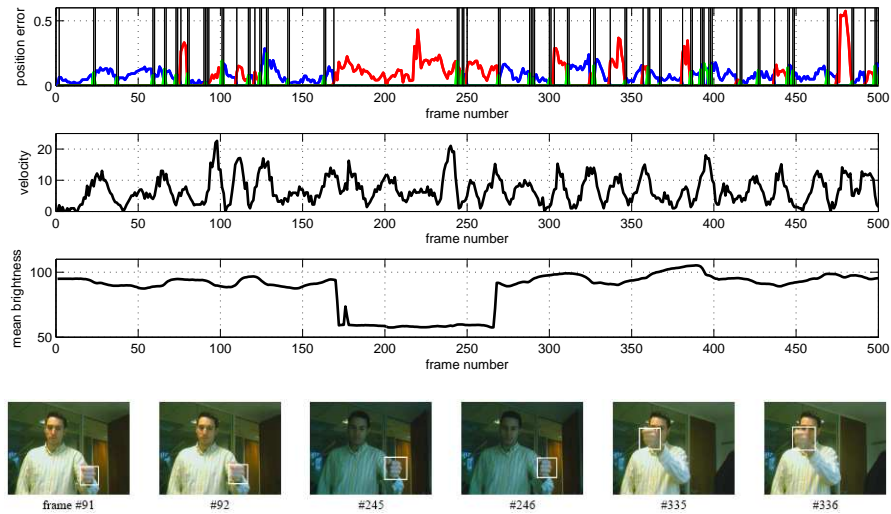 position error
0.5
0
0 50 100 150 200 250 300 350 400 450 500
frame number
velocity
20
10
0
0 50 100 150 200 250 300 350 400 450 500
frame number
mean brightness
100
50
0 50 100 150 200 250 300 350 400 450 500
frame number
frame #91 #92 #245 #246 #335 #336